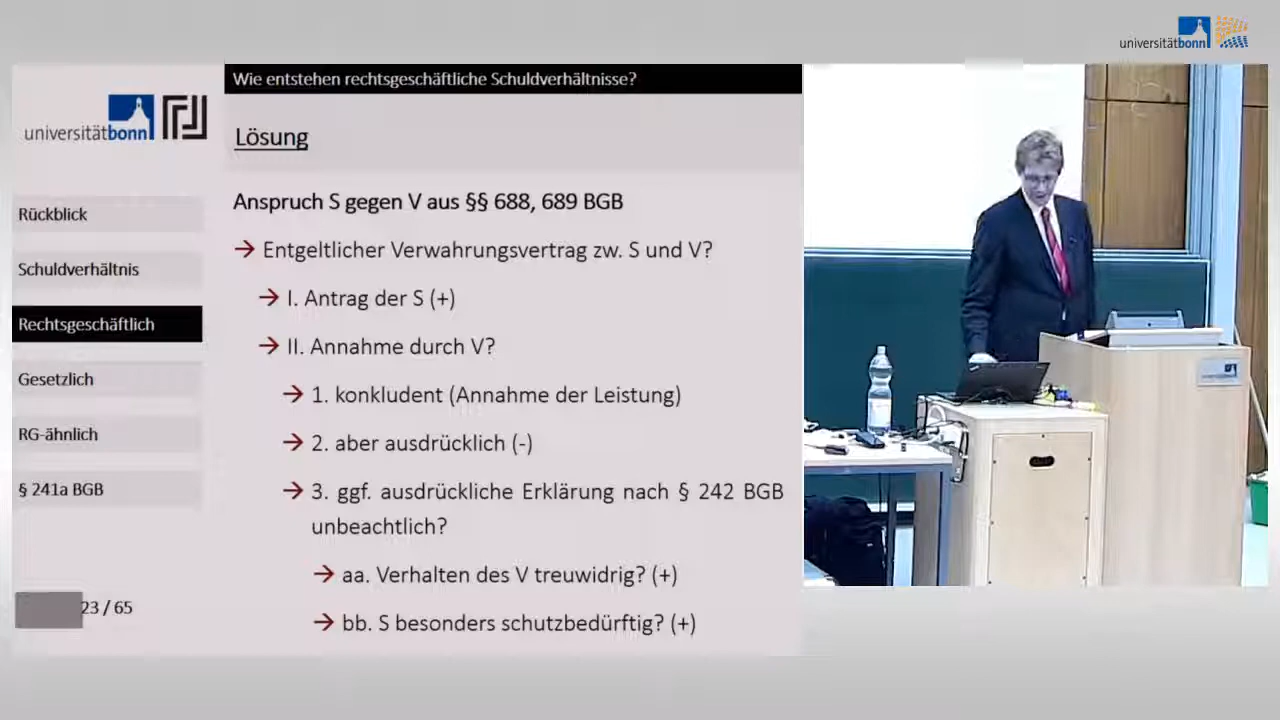 universitätbonn
Wie entstehen rechtsgeschäftliche Schuldverhältnisse?
universitätbonn
Lösung
Rückblick
Schuldverhältnis
Rechtsgeschäftlich
Gesetzlich
RG-ähnlich
§ 241a BGB
23 / 65
Anspruch S gegen V aus §§ 688, 689 BGB
→ Entgeltlicher Verwahrungsvertrag zw. S und V?
→ I. Antrag der S (+)
→ II. Annahme durch V?
→ 1. konkludent (Annahme der Leistung)
→ 2. aber ausdrücklich (-)
→ 3. ggf. ausdrückliche Erklärung nach § 242 BGB
unbeachtlich?
→ aa. Verhalten des V treuwidrig? (+)
→ bb. S besonders schutzbedürftig? (+)